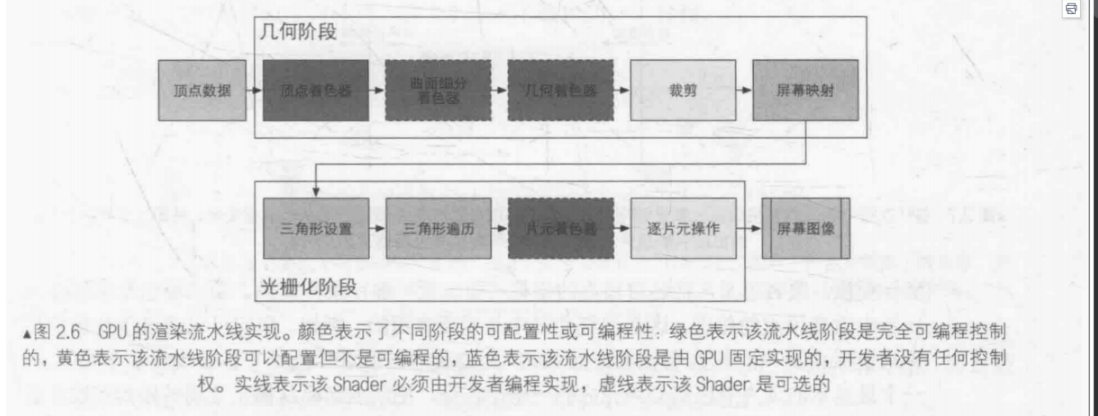 几何阶段
顶点数据
顶点着色器
曲面细分
着色器
几何着色器
裁剪
屏幕映射
三角形设置
三角形遍历
片元着色器
逐片元操作
屏幕图像
光栅化阶段
▲图 2.6 GPU 的渲染流水线实现。颜色表示了不同阶段的可配置性或可编程性：绿色表示该流水线阶段是完全可编程控制
的，黄色表示该流水线阶段可以配置但不是可编程的，蓝色表示该流水线阶段是由 GPU 固定实现的，开发者没有任何控制
权。实线表示该 Shader 必须由开发者编程实现，虚线表示该 Shader 是可选的